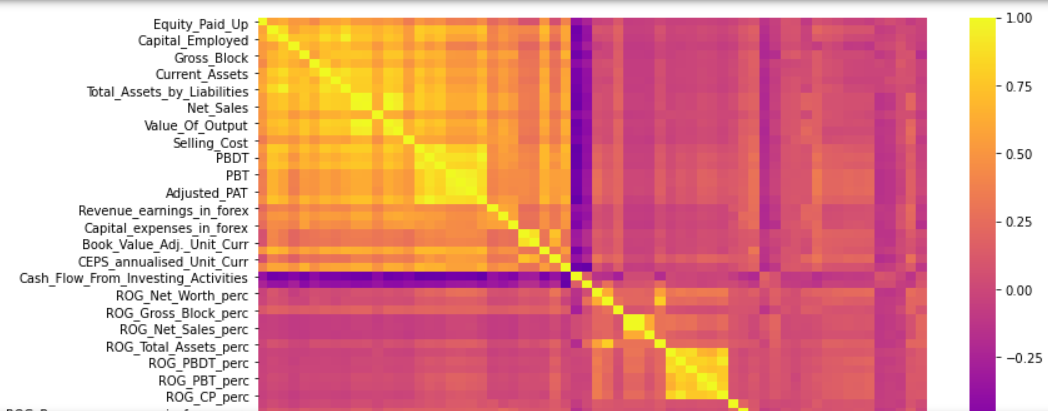 Equity_Paid_Up
Capital_Employed
Gross_Block
Current_Assets
Total_Assets_by_Liabilities
Net_Sales
Value_Of_Output
Selling_Cost
PBDT
PBT
Adjusted_PAT
Revenue_earnings_in_forex
Capital_expenses_in_forex
Book_Value_Adj._Unit_Curr
CEPS_annualised_Unit_Curr
Cash_Flow_From_Investing_Activities
ROG_Net_Worth_perc
ROG_Gross_Block_perc
ROG_Net_Sales_perc
ROG_Total_Assets_perc
ROG_PBDT_perc
ROG_PBT_perc
ROG_CP_perc
1.00
0.75
0.50
0.25
0.00
−0.25